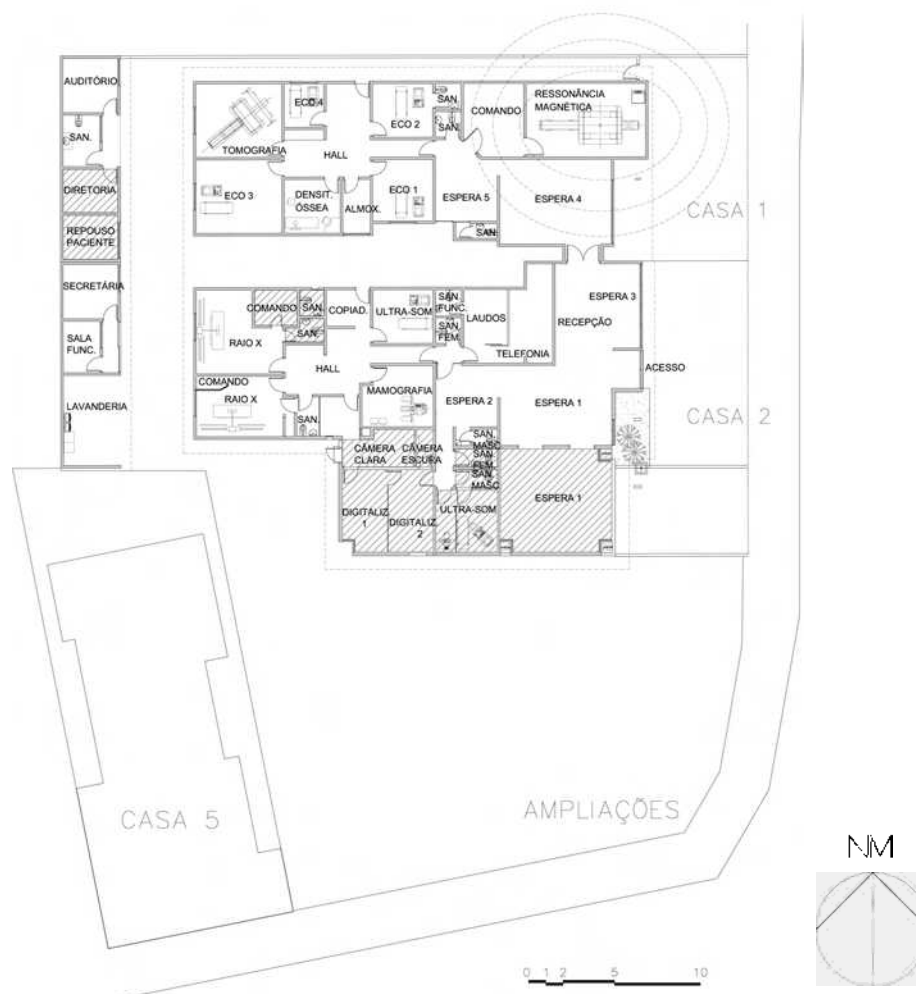 AUDITÓRIO
SAN.
DIRETORIA
REPOUSO
PACIENTE
SECRETÁRIA
SALA
FUNC.
LAVANDERIA
TOMOGRAFIA
ECO 4
HALL
ECO 2
SAN.
SAN.
COMANDO
RESSONÂNCIA
MAGNÉTICA
ECO 3
DENSIT.
ÓSSEA
ALMOX.
ECO 1
ESPERA 5
ESPERA 4
SAN.
CASA 1
RAIO X
COMANDO
SAN.
SAN.
COPIAD.
ULTRA-SOM
SAN.
FUNC.
SAN.
FEM.
LAUDOS
TELEFONIA
ESPERA 3
RECEPÇÃO
ACESSO
COMANDO
RAIO X
HALL
SAN.
MAMOGRAFIA
ESPERA 2
ESPERA 1
CASA 2
CÂMERA
CLARA
CÂMERA
ESCURA
SAN.
MASC.
SAN.
FEM.
SAN.
MASC.
DIGITALIZ.
1
DIGITALIZ.
2
ULTRA-SOM
ESPERA 1
CASA 5
AMPLIAÇÕES
NM
0 1 2 5 10